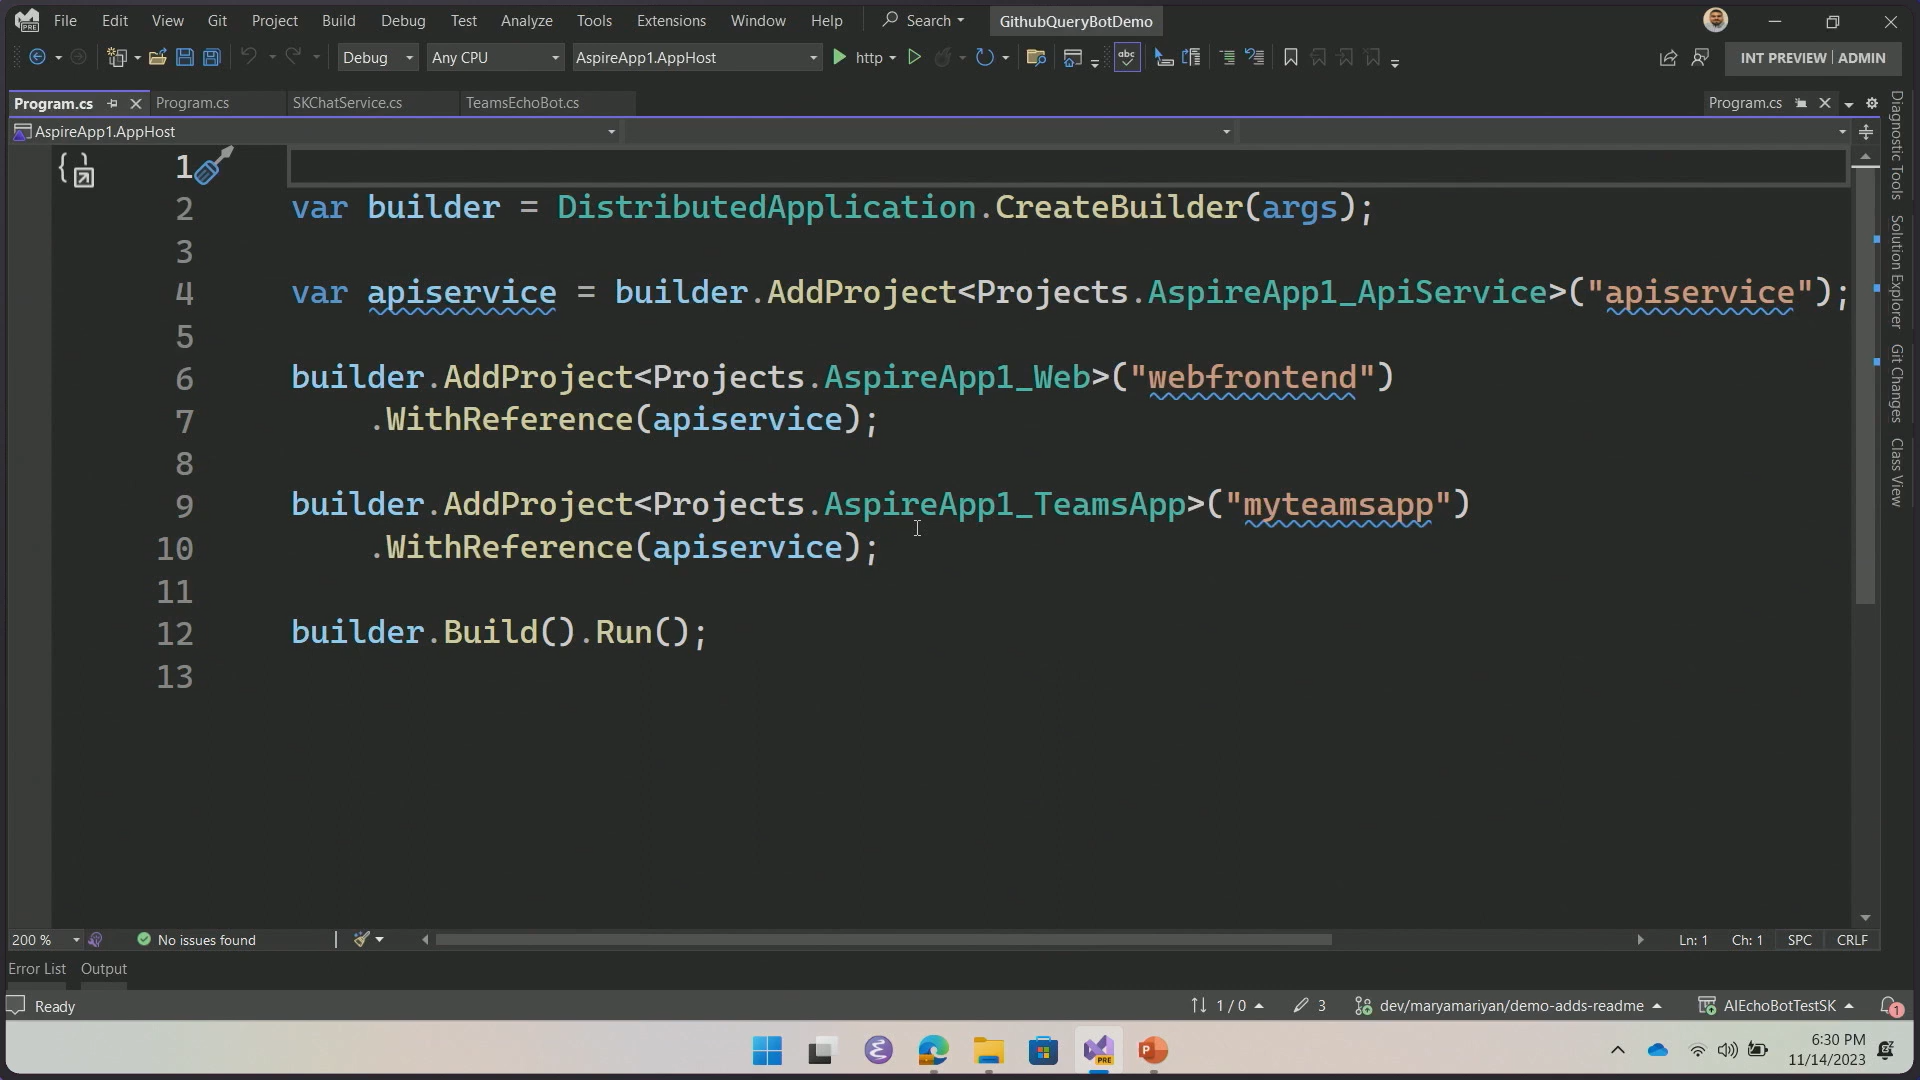 File Edit View Git Project Build Debug Test Analyze Tools Extensions Window Help Search GithubQueryBotDemo
Debug Any CPU AspireApp1.AppHost http INT PREVIEW ADMIN
Program.cs Program.cs SKChatService.cs TeamsEchoBot.cs Program.cs
AspireApp1.AppHost
1
2 var builder = DistributedApplication.CreateBuilder(args);
3
4 var apiservice = builder.AddProject<Projects.AspireApp1_ApiService>("apiservice");
5
6 builder.AddProject<Projects.AspireApp1_Web>("webfrontend")
7 .WithReference(apiservice);
8
9 builder.AddProject<Projects.AspireApp1_TeamsApp>("myteamsapp")
10 .WithReference(apiservice);
11
12 builder.Build().Run();
13
Diagnostic Tools
Solution Explorer
Git Changes
Class View
200 % No issues found Ln: 1 Ch: 1 SPC CRLF
Error List Output
Ready 1 / 0 3 dev/maryamariyan/demo-adds-readme AIEchoBotTestSK 1
6:30 PM
11/14/2023